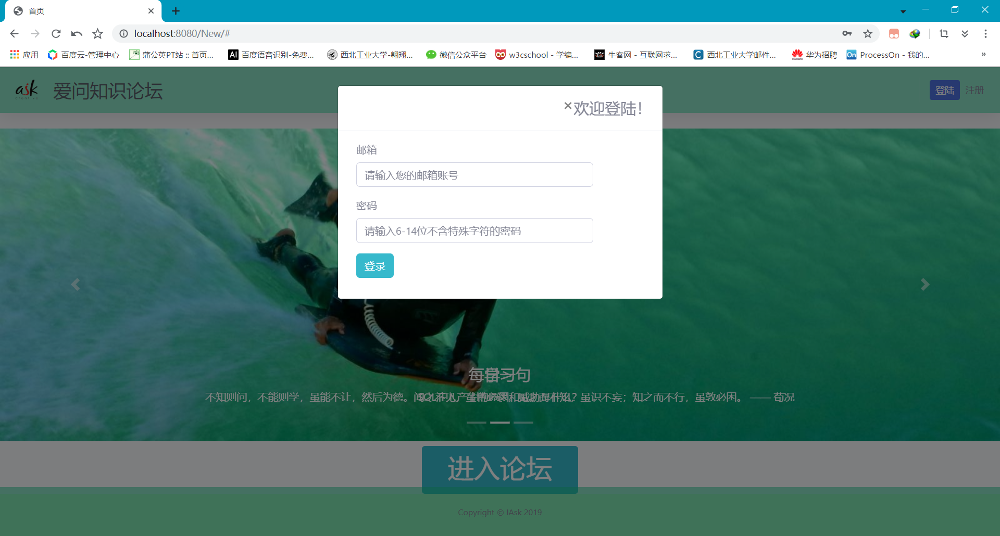 首页
localhost:8080/New/#
应用 百度云-管理中心 蒲公英PT站 :: 首页... 百度语音识别-免费... 西北工业大学-翱翔... 微信公众平台 w3cschool - 学编... 牛客网 - 互联网求... 西北工业大学邮件... 华为招聘 ProcessOn - 我的... »
ask 爱问知识论坛 登陆 注册
×欢迎登陆!
邮箱
请输入您的邮箱账号
密码
请输入6-14位不含特殊字符的密码
登录
不知则问，不能则学，虽能不让，然后为德。 虽识不妄；知之而不行，虽敦必困。 —— 荀况
进入论坛
Copyright © IAsk 2019